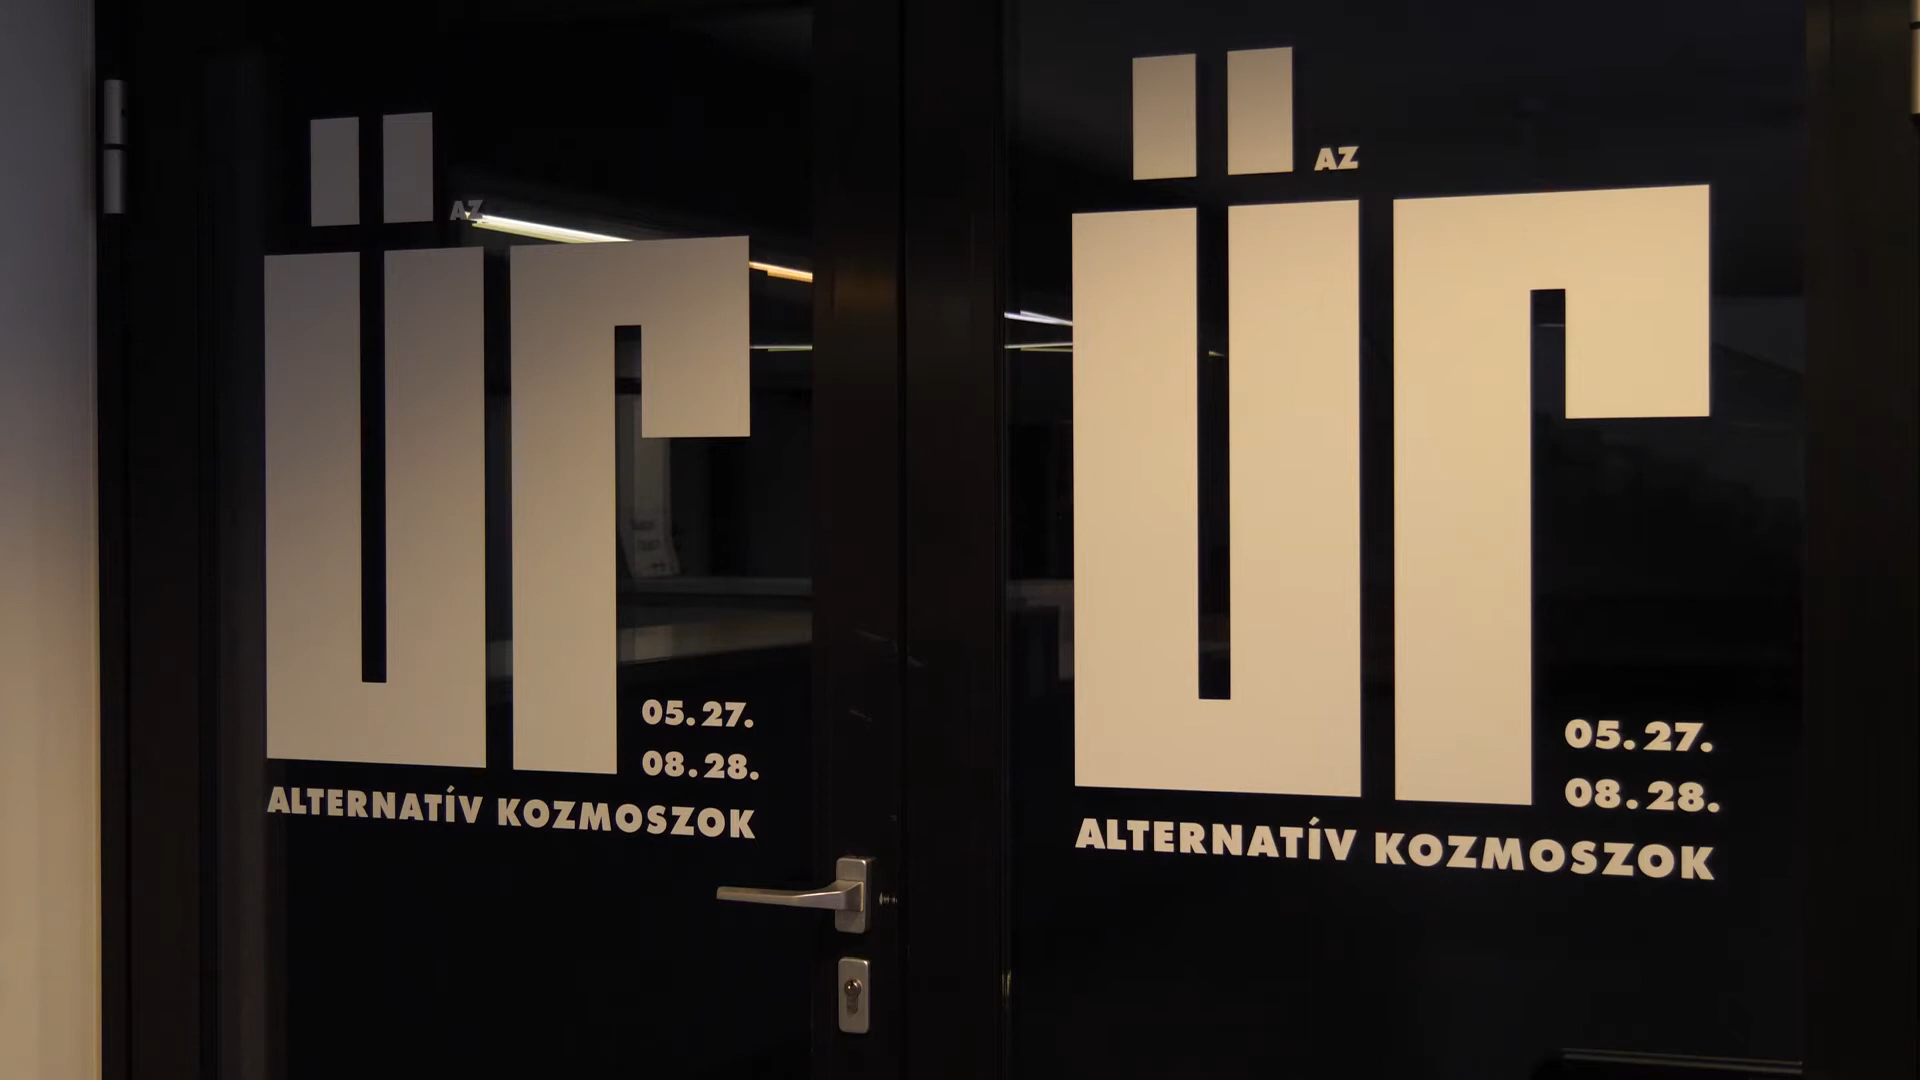 AZ
ür
05.27.
08.28.
ALTERNATÍV KOZMOSZOK
AZ
ür
05.27.
08.28.
ALTERNATÍV KOZMOSZOK